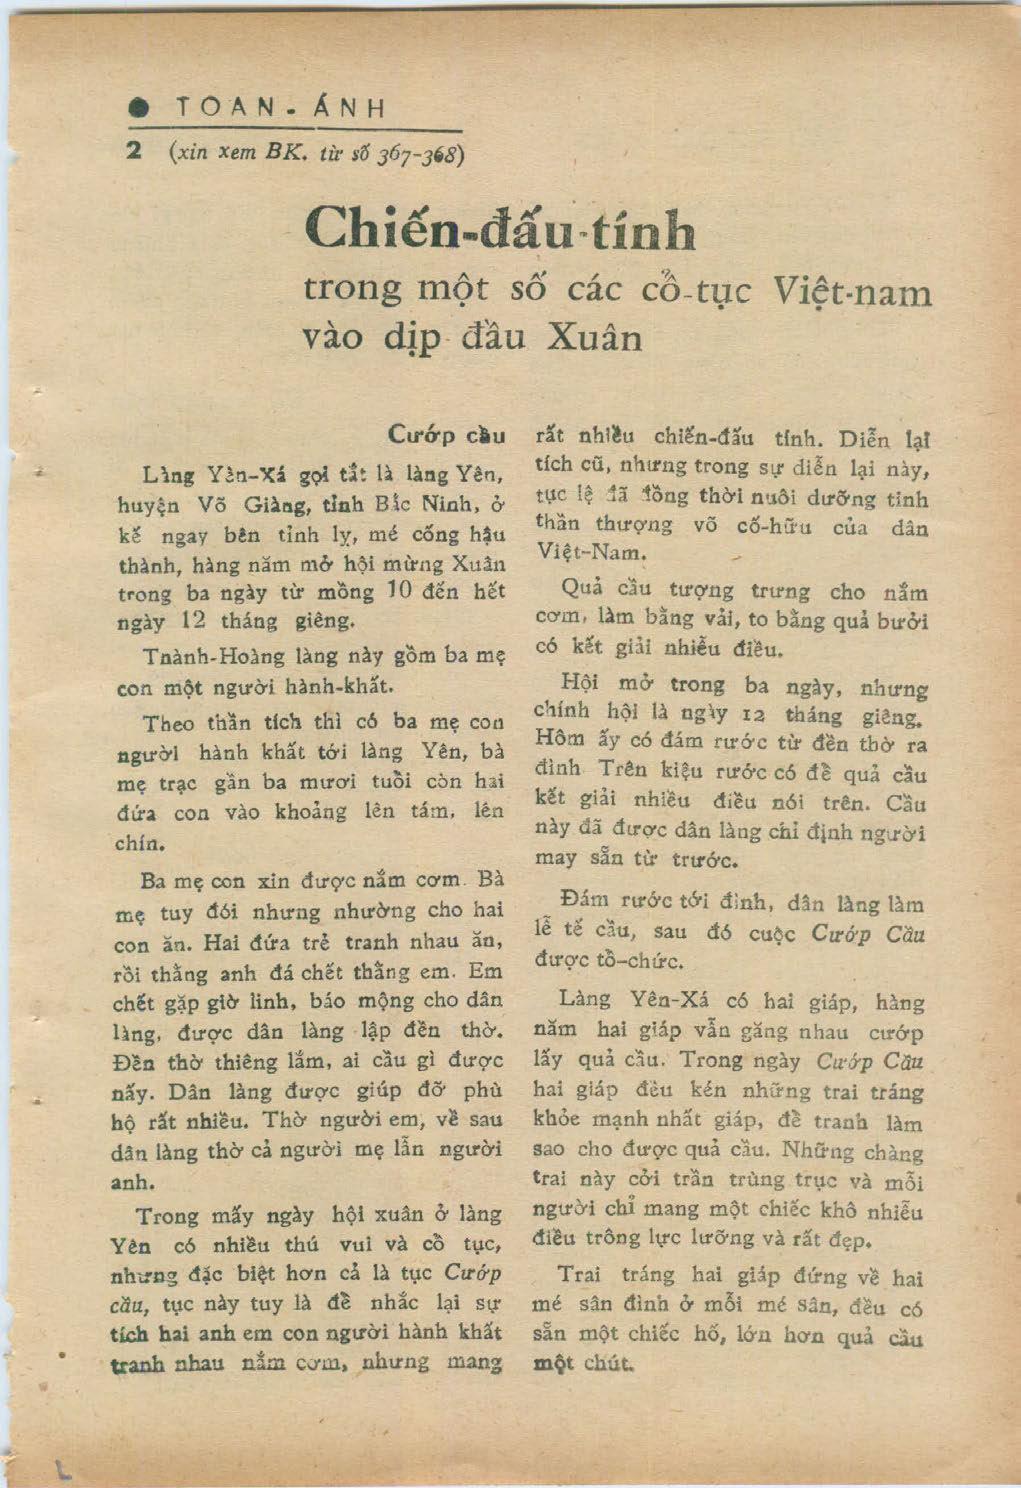 ● TOAN-ÁNH
2 (xin xem BK. từ số 367-368)
Chiến-đấu-tính
trong một số các cổ-tục Việt-nam
vào dịp đầu Xuân
Cướp cầu
Làng Yên-Xá gọi tắt là làng Yên,
huyện Võ Giàng, tỉnh Bắc Ninh, ở
kế ngay bên tỉnh lỵ, mé cổng hậu
thành, hàng năm mở hội mừng Xuân
trong ba ngày từ mồng 10 đến hết
ngày 12 tháng giêng.
Thành-Hoàng làng này gồm ba mẹ
con một người hành-khất.
Theo thần tích thì có ba mẹ con
người hành khất tới làng Yên, bà
mẹ trạc gần ba mươi tuổi còn hai
đứa con vào khoảng lên tám, lên
chín.
Ba mẹ con xin được nắm cơm. Bà
mẹ tuy đói nhưng nhường cho hai
con ăn. Hai đứa trẻ tranh nhau ăn,
rồi thằng anh đá chết thằng em. Em
chết gặp giờ linh, báo mộng cho dân
làng, được dân làng lập đền thờ.
Đền thờ thiêng lắm, ai cầu gì được
nấy. Dân làng được giúp đỡ phù
hộ rất nhiều. Thờ người em, về sau
dân làng thờ cả người mẹ lẫn người
anh.
Trong mấy ngày hội xuân ở làng
Yên có nhiều thú vui và cổ tục,
nhưng đặc biệt hơn cả là tục Cướp
cầu, tục này tuy là để nhắc lại sự
tích hai anh em con người hành khất
tranh nhau nắm cơm, nhưng mang
rất nhiều chiến-đấu tính. Diễn lại
tích cũ, nhưng trong sự diễn lại này,
tục lệ đã đồng thời nuôi dưỡng tinh
thần thượng võ cố-hữu của dân
Việt-Nam.
Quả cầu tượng trưng cho nắm
cơm, làm bằng vải, to bằng quả bưởi
có kết giải nhiễu điều.
Hội mở trong ba ngày, nhưng
chính hội là ngày 12 tháng giêng.
Hôm ấy có đám rước từ đền thờ ra
đình Trên kiệu rước có để quả cầu
kết giải nhiễu điều nói trên. Cầu
này đã được dân làng chỉ định người
may sẵn từ trước.
Đám rước tới đình, dân làng làm
lễ tế cầu, sau đó cuộc Cướp Cầu
được tổ-chức.
Làng Yên-Xá có hai giáp, hàng
năm hai giáp vẫn găng nhau cướp
lấy quả cầu. Trong ngày Cướp Cầu
hai giáp đều kén những trai tráng
khỏe mạnh nhất giáp, để tranh làm
sao cho được quả cầu. Những chàng
trai này cởi trần trùng trục và mỗi
người chỉ mang một chiếc khô nhiễu
điều trông lực lưỡng và rất đẹp.
Trai tráng hai giáp đứng về hai
mé sân đình ở mỗi mé sân, đều có
sẵn một chiếc hố, lớn hơn quả cầu
một chút.